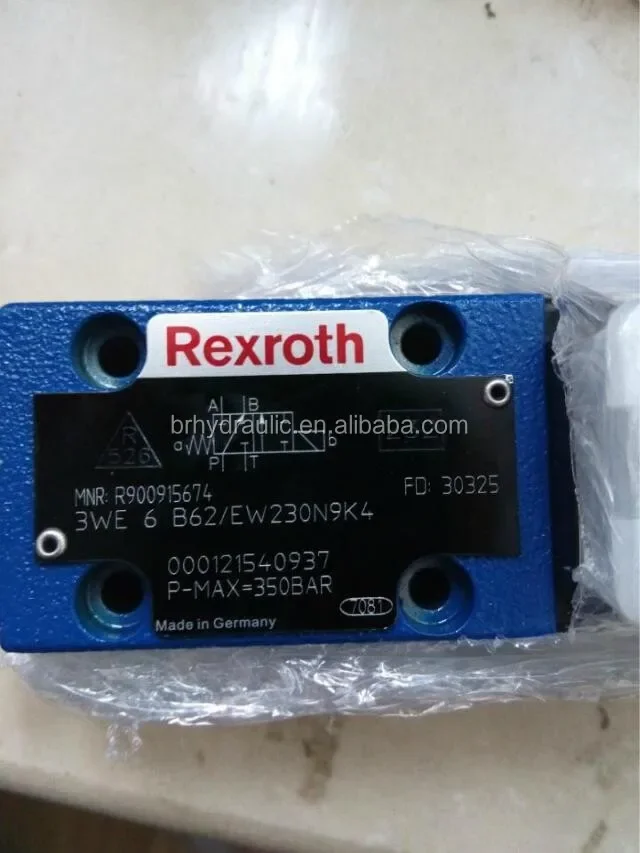 Rexroth
A B
brhydraulic.en.alibaba.com
R
526
a T T b
P T
MNR: R900915674 FD: 30325
3WE 6 B62/EW230N9K4
000121540937
P-MAX=350BAR
7081
Made in Germany